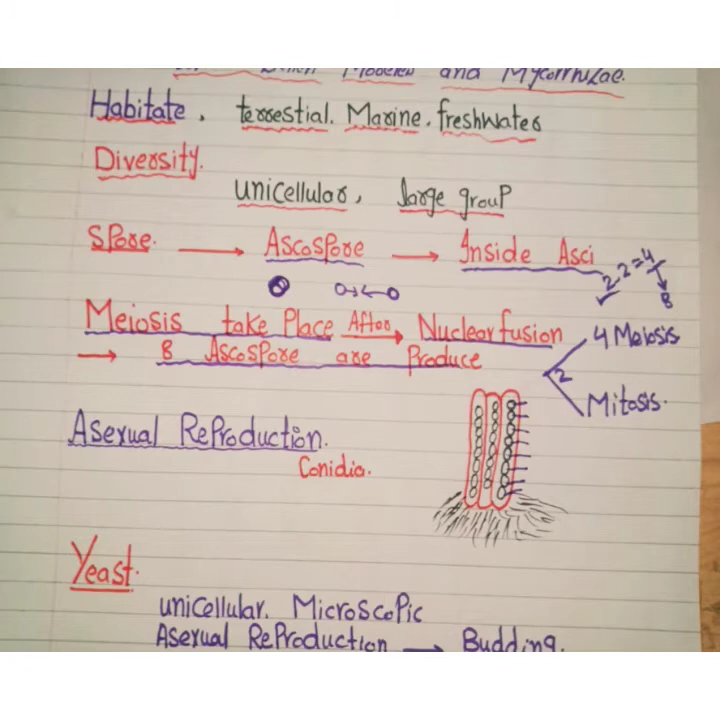 and Mycorrhizae.
Habitate. terrestial. Marine. freshwater
Diversity.
unicellular, large group
Spore. → Ascospore → Inside Asci
2 2=4
8
Meiosis take Place After → Nuclear fusion
→ 8 Ascospore are Produce
4 Meiosis
2
Mitosis.
Asexual Reproduction.
Conidia.
Yeast.
unicellular. Microscopic
Asexual Reproduction → Budding.